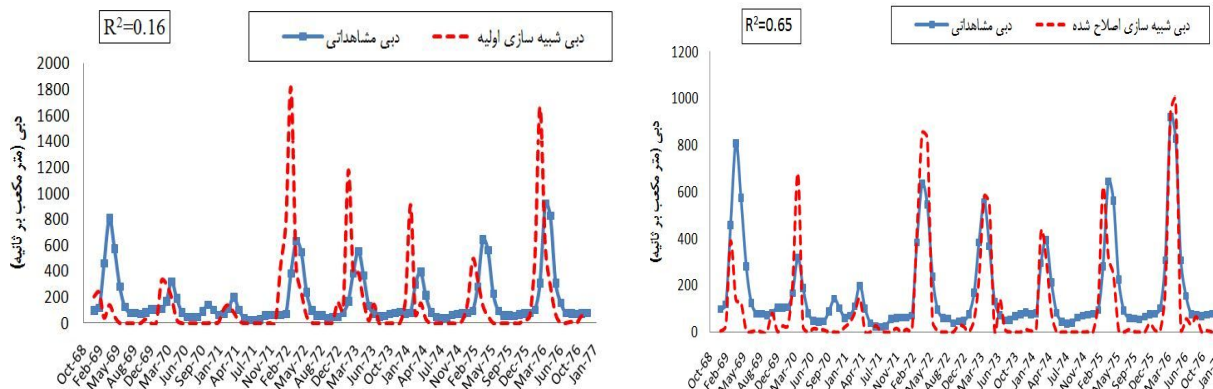 R²=0.16
دبی مشاهداتی
دبی شبیه سازی اولیه
دبی (متر مکعب بر ثانیه)
2000
1800
1600
1400
1200
1000
800
600
400
200
0
Oct-68
Feb-69
May-69
Aug-69
Dec-69
Mar-70
Jun-70
Sep-70
Jan-71
Apr-71
Jul-71
Nov-71
Feb-72
May-72
Aug-72
Dec-72
Mar-73
Jun-73
Oct-73
Jan-74
Apr-74
Jul-74
Nov-74
Feb-75
May-75
Sep-75
Dec-75
Mar-76
Jun-76
Oct-76
Jan-77
R²=0.65
دبی مشاهداتی
دبی شبیه سازی اصلاح شده
دبی (متر مکعب بر ثانیه)
1200
1000
800
600
400
200
0
Oct-68
Feb-69
May-69
Aug-69
Dec-69
Mar-70
Jun-70
Sep-70
Jan-71
Apr-71
Jul-71
Nov-71
Feb-72
May-72
Aug-72
Dec-72
Mar-73
Jun-73
Oct-73
Jan-74
Apr-74
Jul-74
Nov-74
Feb-75
May-75
Sep-75
Dec-75
Mar-76
Jun-76
Oct-76